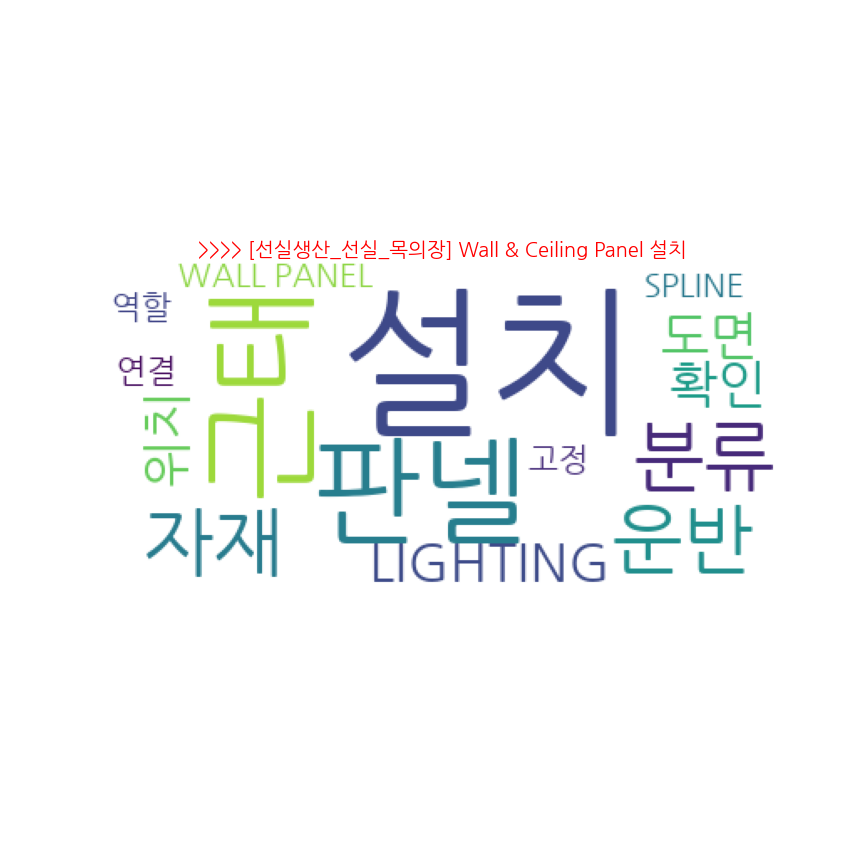 >>>> [선실생산_선실_목의장] Wall & Ceiling Panel 설치
WALL PANEL
SPLINE
역할
근태
설치
도면
연결
확인
위치
판넬
고정
분류
자재
LIGHTING
운반